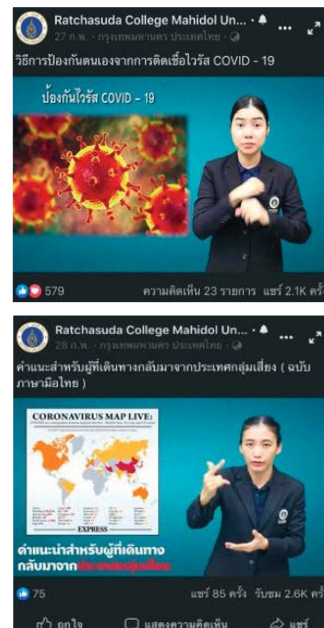 Ratchasuda College Mahidol Un... •
27 ก.พ. • กรุงเทพมหานคร ประเทศไทย •
วิธีการป้องกันตนเองจากการติดเชื้อไวรัส COVID - 19
ป้องกันไวรัส COVID - 19
579
ความคิดเห็น 23 รายการ แชร์ 2.1K ครั้ง
Ratchasuda College Mahidol Un... •
28 ก.พ. • กรุงเทพมหานคร ประเทศไทย •
คำแนะสำหรับผู้ที่เดินทางกลับมาจากประเทศกลุ่มเสี่ยง ( ฉบับ
ภาษามือไทย )
CORONAVIRUS MAP LIVE:
EXPRESS
คำแนะนำสำหรับผู้ที่เดินทาง
กลับมาจากประเทศกลุ่มเสี่ยง
75
แชร์ 85 ครั้ง รับชม 2.6K ครั้ง
ถูกใจ
แสดงความคิดเห็น
แชร์